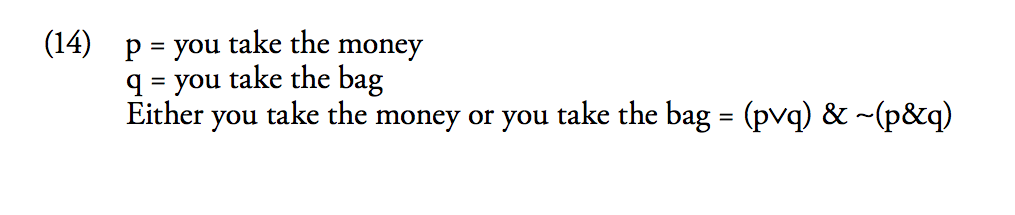 (14) p = you take the money
q = you take the bag
Either you take the money or you take the bag = (p∨q) & ~(p&q)